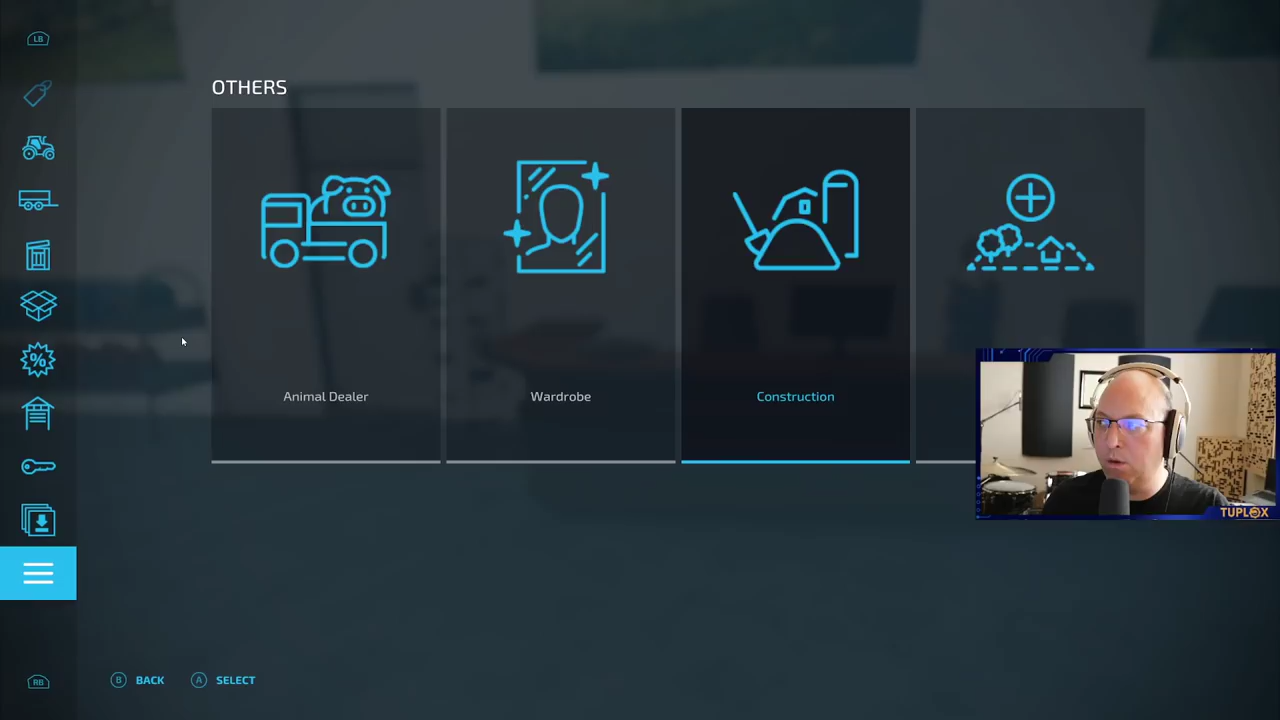 LB
OTHERS
Animal Dealer
Wardrobe
Construction
%
TUPLOX
RB
B BACK
A SELECT